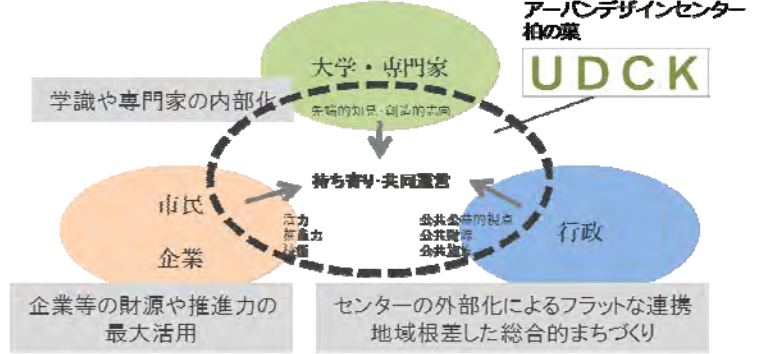 アーバンデザインセンター
柏の葉
UDCK
大学・専門家
学識や専門家の内部化
先端的知見・創造的志向
持ち寄り・共同運営
市民
企業
活力
推進力
公共公益的視点
公共財源
公共施策
行政
企業等の財源や推進力の
最大活用
センターの外部化によるフラットな連携
地域根差した総合的まちづくり